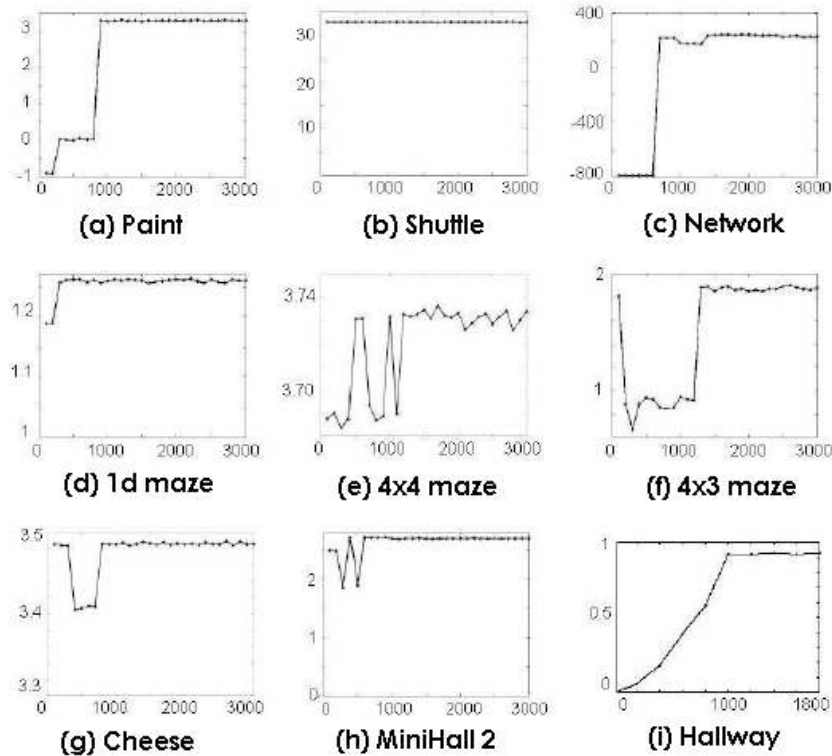 3
2
1
0
-1
0 1000 2000 3000
(a) Paint
30
20
10
0 1000 2000 3000
(b) Shuttle
400
0
-400
-800
0 1000 2000 3000
(c) Network
1.2
1.1
1
0 1000 2000 3000
(d) 1d maze
3.74
3.70
0 1000 2000 3000
(e) 4x4 maze
2
1
0 1000 2000 3000
(f) 4x3 maze
3.5
3.4
3.3
0 1000 2000 3000
(g) Cheese
2
1
0
0 1000 2000 3000
(h) MiniHall 2
1
0.5
0
0 1000 1800
(i) Hallway